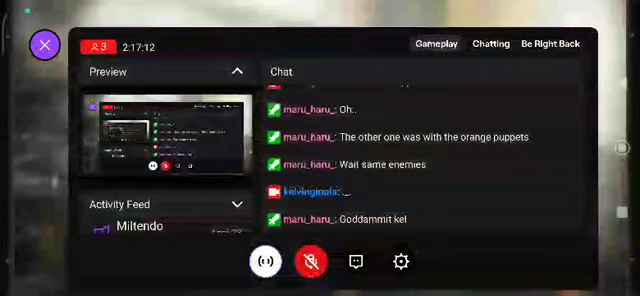 3
2:17:12
Gameplay
Chatting
Be Right Back
Preview
Chat
maru_haru_: Oh..
maru_haru_: The other one was with the orange puppets
maru_haru_: Wait same enemies
maru_haru_: Goddammit kel
Activity Feed
Miltendo